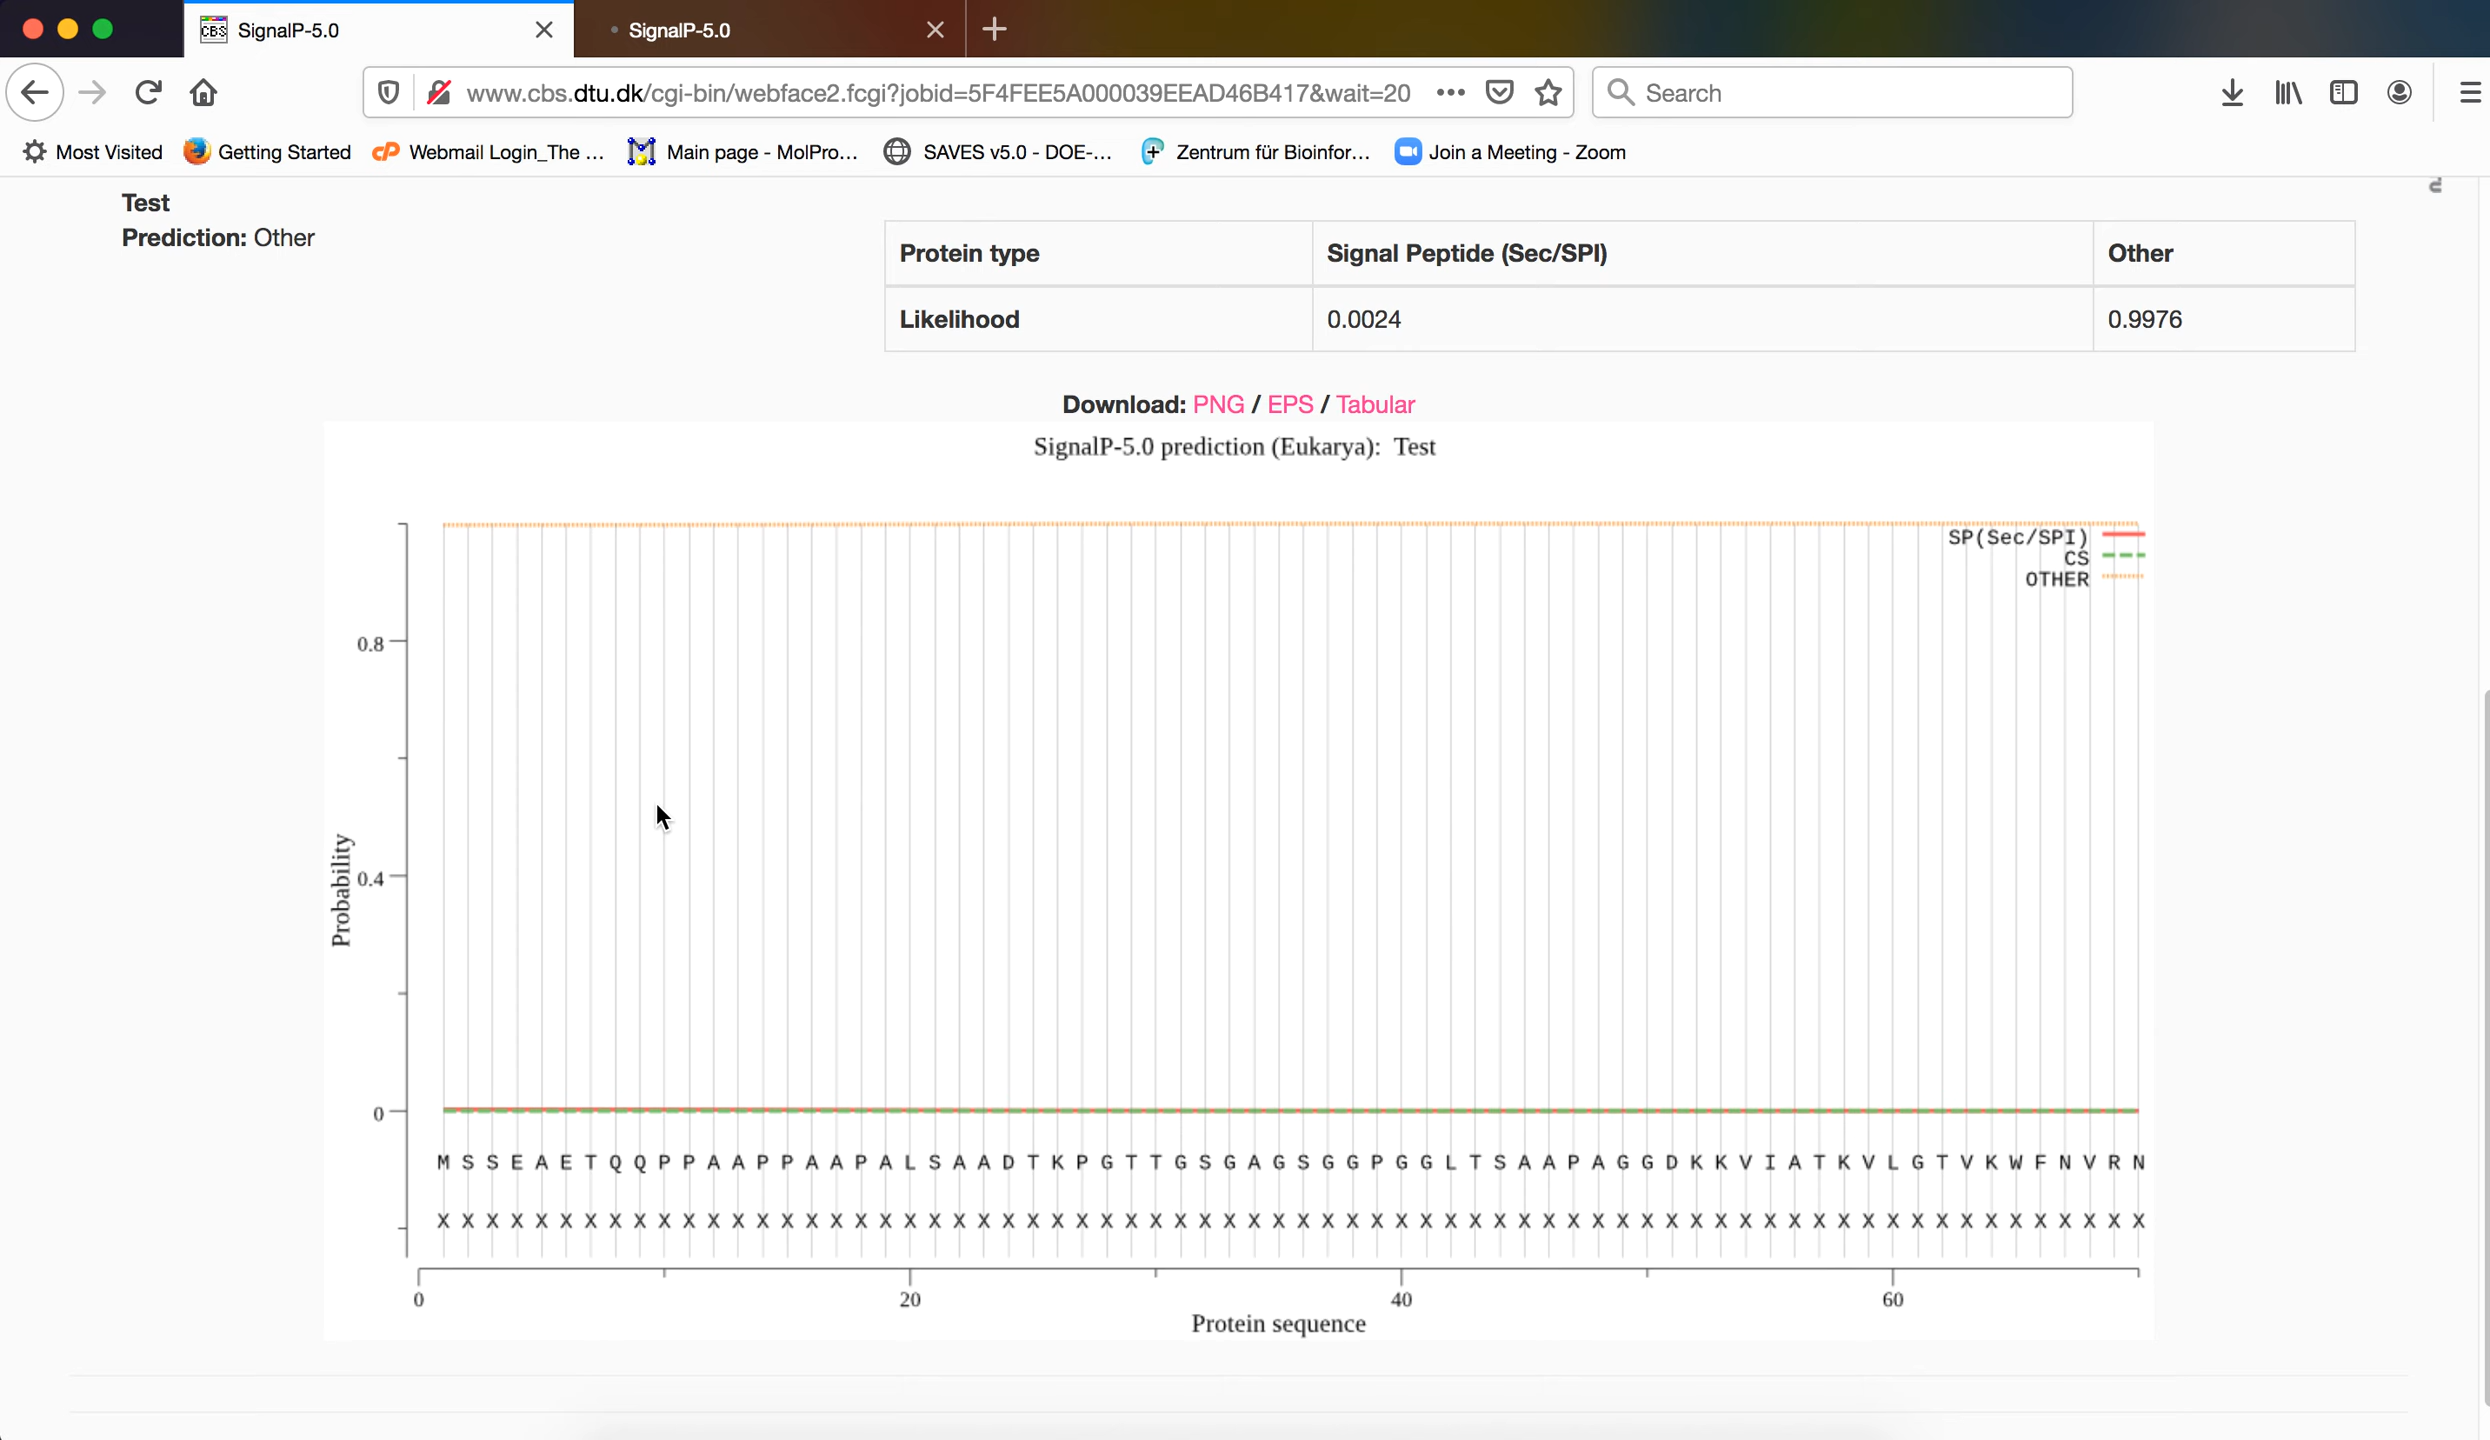 SignalP-5.0
SignalP-5.0
www.cbs.dtu.dk/cgi-bin/webface2.fcgi?jobid=5F4FEE5A000039EEAD46B417&wait=20
Search
Most Visited
Getting Started
Webmail Login_The ...
Main page - MolPro...
SAVES v5.0 - DOE-...
Zentrum für Bioinfor...
Join a Meeting - Zoom
Test
Prediction: Other
Protein type Signal Peptide (Sec/SPI) Other
Likelihood 0.0024 0.9976
Download: PNG / EPS / Tabular
SignalP-5.0 prediction (Eukarya): Test
SP(Sec/SPI)
CS
OTHER
0.8
0.4
0
Probability
M S S E A E T Q Q P P A A P P A A P A L S A A D T K P G T T G S G A G S G G P G G L T S A A P A G G D K K V I A T K V L G T V K W F N V R N
X X X X X X X X X X X X X X X X X X X X X X X X X X X X X X X X X X X X X X X X X X X X X X X X X X X X X X X X X X X X X X X X X X X X X X
0 20 40 60
Protein sequence